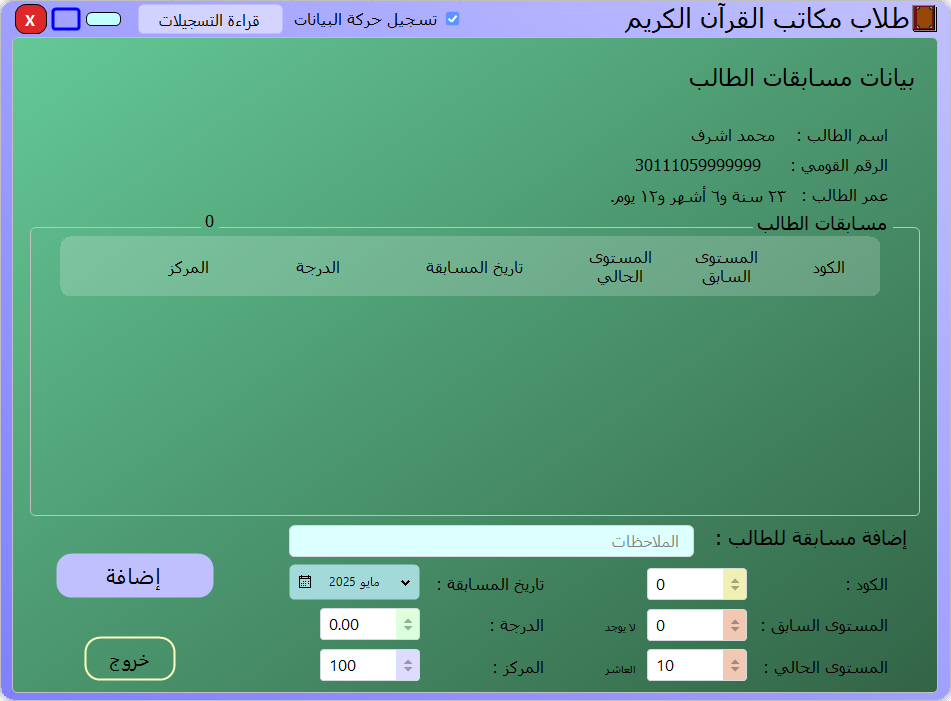 طلاب مكاتب القرآن الكريم
تسجيل حركة البيانات
قراءة التسجيلات
X
بيانات مسابقات الطالب
اسم الطالب : محمد اشرف
الرقم القومي : 30111059999999
عمر الطالب : ٢٣ سنة و٦ أشهر و١٢ يوم.
مسابقات الطالب
0
الكود
المستوى السابق
المستوى الحالي
تاريخ المسابقة
الدرجة
المركز
إضافة مسابقة للطالب :
الملاحظات
الكود : 0
تاريخ المسابقة : مايو 2025
إضافة
المستوى السابق : 0 لا يوجد
الدرجة : 0.00
المستوى الحالي : 10 العاشر
المركز : 100
خروج